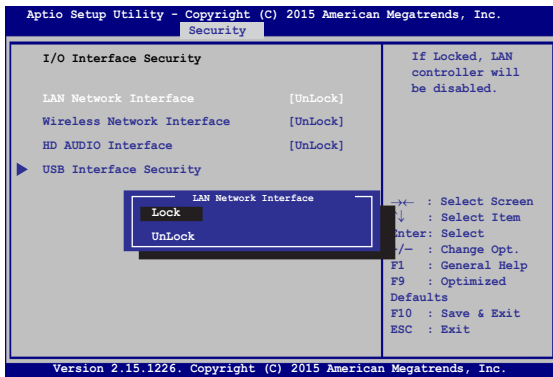 Aptio Setup Utility - Copyright (C) 2015 American Megatrends, Inc.
Security
I/O Interface Security
LAN Network Interface [UnLock]
Wireless Network Interface [UnLock]
HD AUDIO Interface [UnLock]
USB Interface Security
LAN Network Interface
Lock
UnLock
If Locked, LAN
controller will
be disabled.
→← : Select Screen
↑↓ : Select Item
Enter: Select
+/— : Change Opt.
F1 : General Help
F9 : Optimized
Defaults
F10 : Save & Exit
ESC : Exit
Version 2.15.1226. Copyright (C) 2015 American Megatrends, Inc.